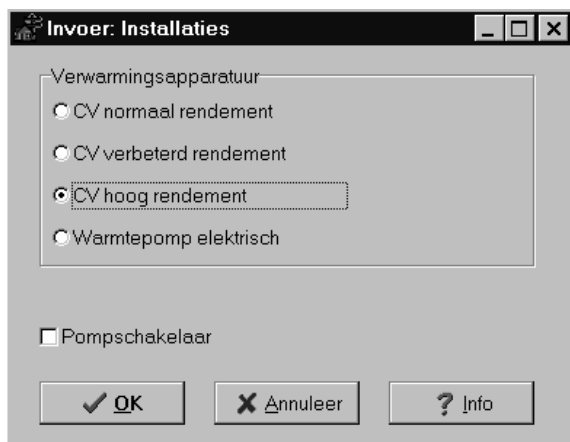 Invoer: Installaties
Verwarmingsapparatuur
CV normaal rendement
CV verbeterd rendement
CV hoog rendement
Warmtepomp elektrisch
Pompschakelaar
OK Annuleer Info